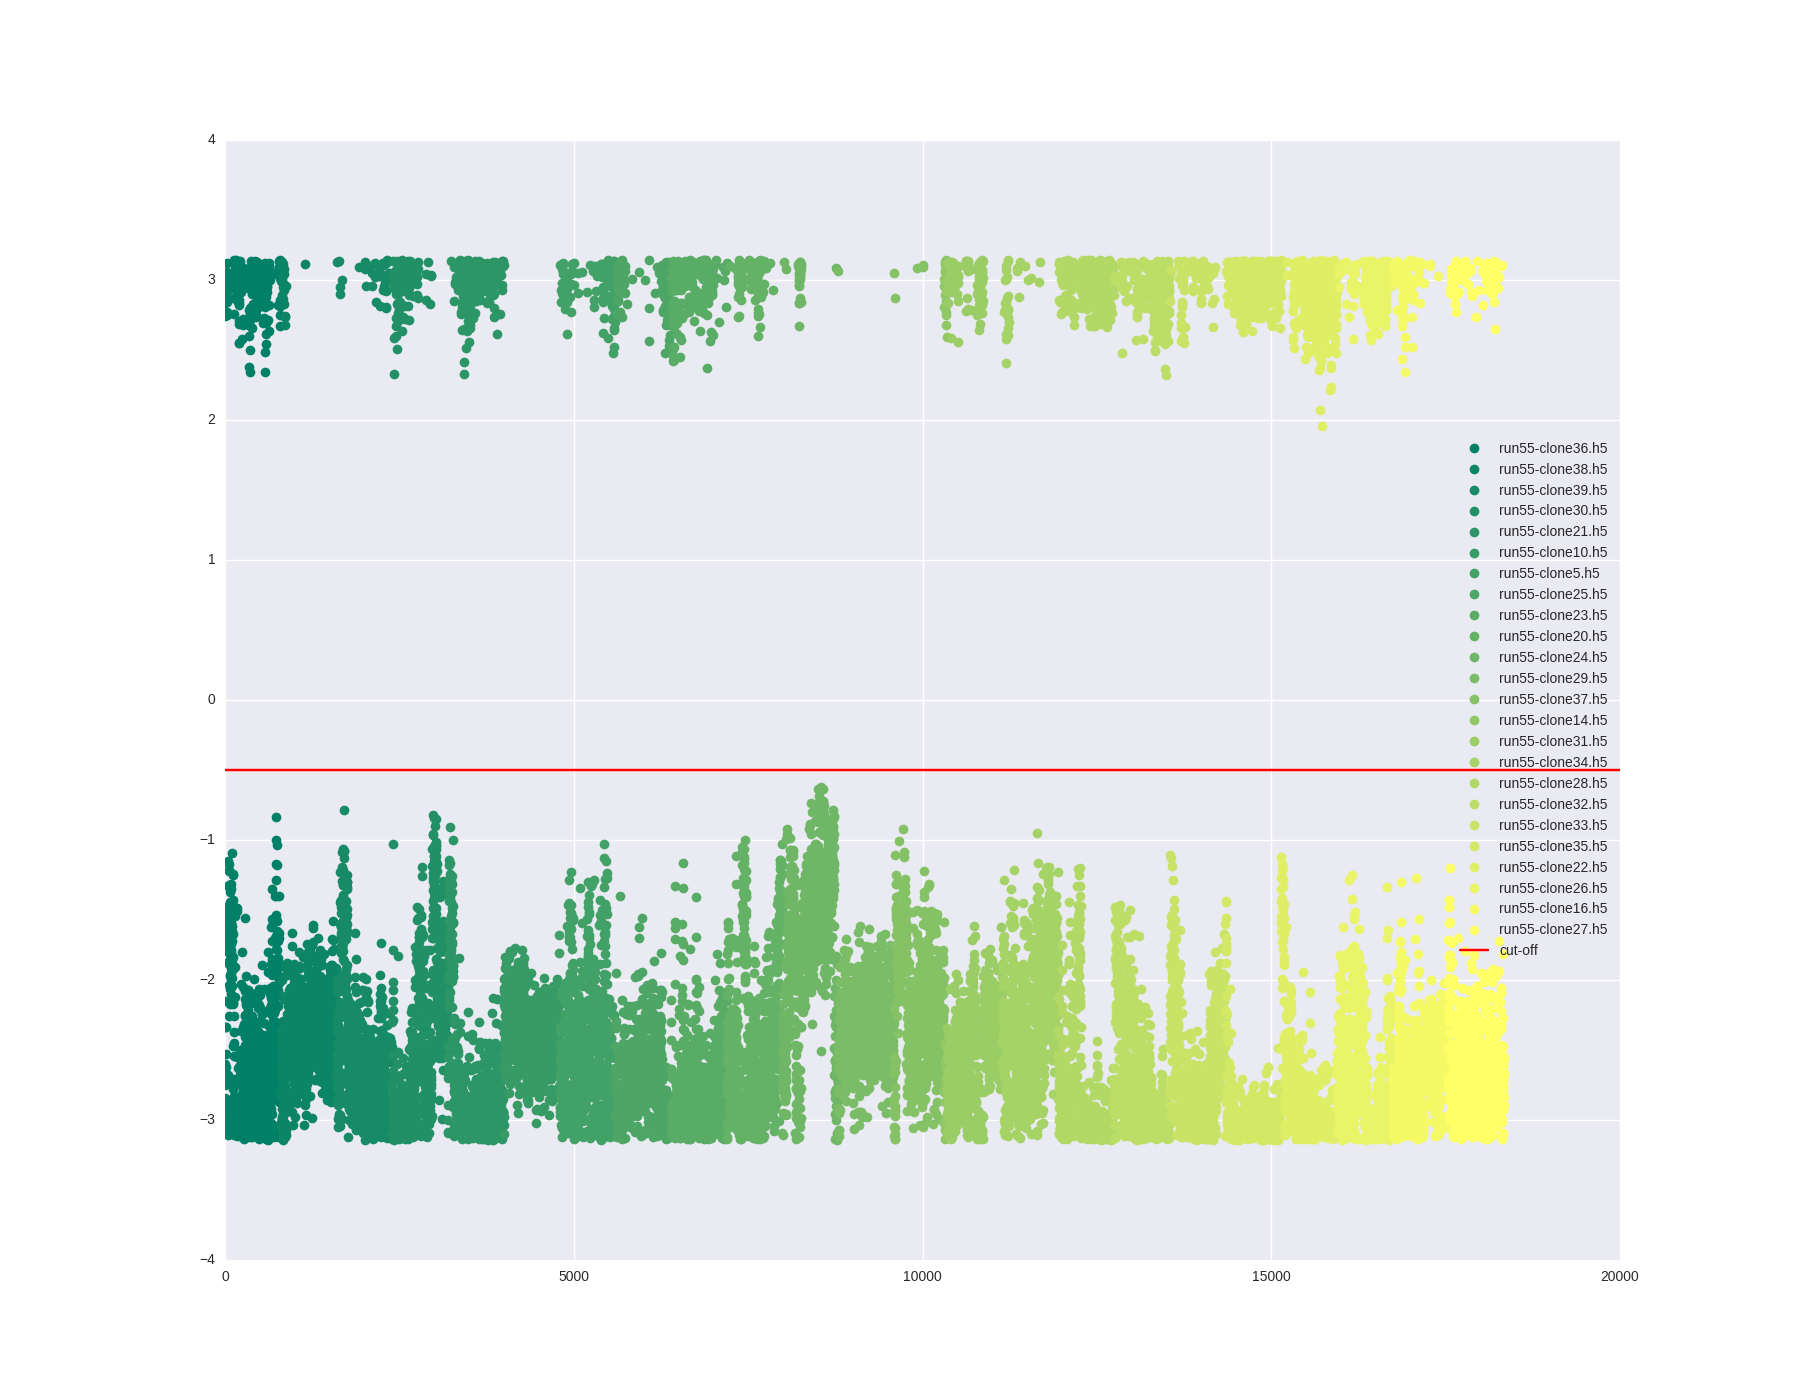 4
3
2
1
0
−1
−2
−3
−4
0 5000 10000 15000 20000
run55-clone36.h5
run55-clone38.h5
run55-clone39.h5
run55-clone30.h5
run55-clone21.h5
run55-clone10.h5
run55-clone5.h5
run55-clone25.h5
run55-clone23.h5
run55-clone20.h5
run55-clone24.h5
run55-clone29.h5
run55-clone37.h5
run55-clone14.h5
run55-clone31.h5
run55-clone34.h5
run55-clone28.h5
run55-clone32.h5
run55-clone33.h5
run55-clone35.h5
run55-clone22.h5
run55-clone26.h5
run55-clone16.h5
run55-clone27.h5
cut-off